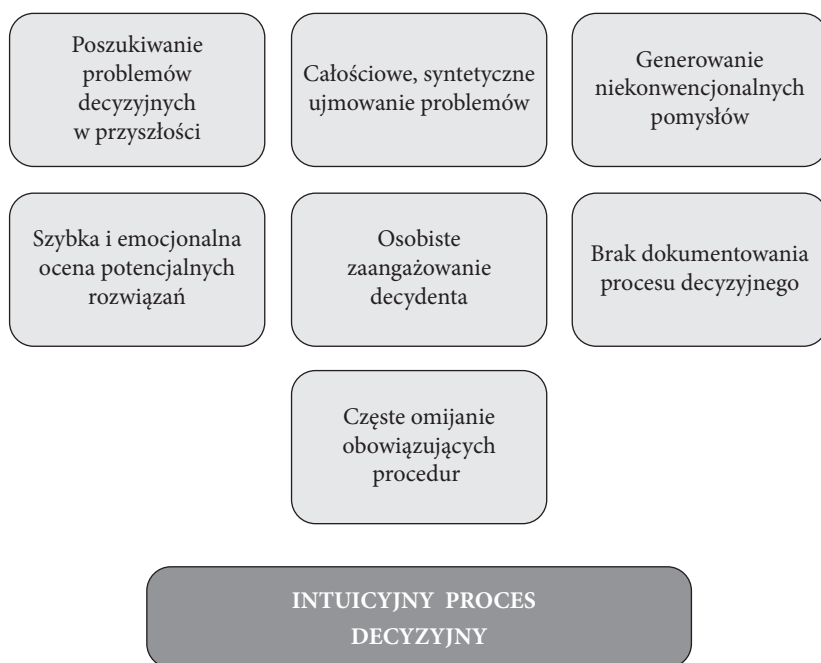 Poszukiwanie
problemów
decyzyjnych
w przyszłości
Całościowe, syntetyczne
ujmowanie problemów
Generowanie
niekonwencjonalnych
pomysłów
Szybka i emocjonalna
ocena potencjalnych
rozwiązań
Osobiste
zaangażowanie
decydenta
Brak dokumentowania
procesu decyzyjnego
Częste omijanie
obowiązujących
procedur
INTUICYJNY PROCES
DECYZYJNY